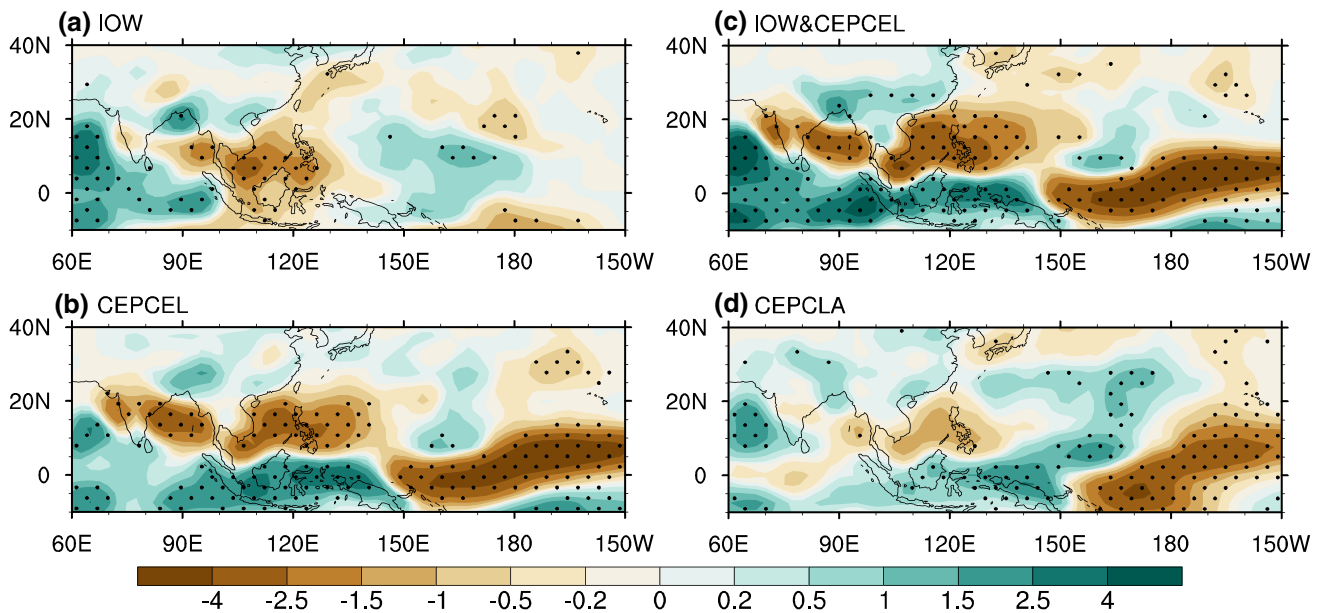 (a) IOW
40N
20N
0
60E 90E 120E 150E 180 150W
(c) IOW&CEPCEL
40N
20N
0
60E 90E 120E 150E 180 150W
(b) CEPCEL
40N
20N
0
60E 90E 120E 150E 180 150W
(d) CEPCLA
40N
20N
0
60E 90E 120E 150E 180 150W
-4 -2.5 -1.5 -1 -0.5 -0.2 0 0.2 0.5 1 1.5 2.5 4